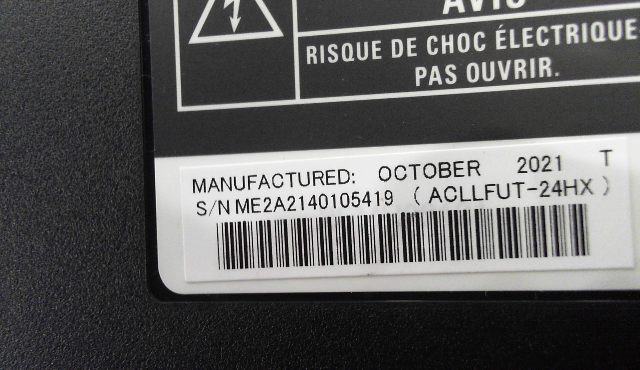 AVIS
RISQUE DE CHOC ÉLECTRIQUE
PAS OUVRIR.
MANUFACTURED: OCTOBER 2021 T
S/N ME2A2140105419 (ACLLFUT-24HX)